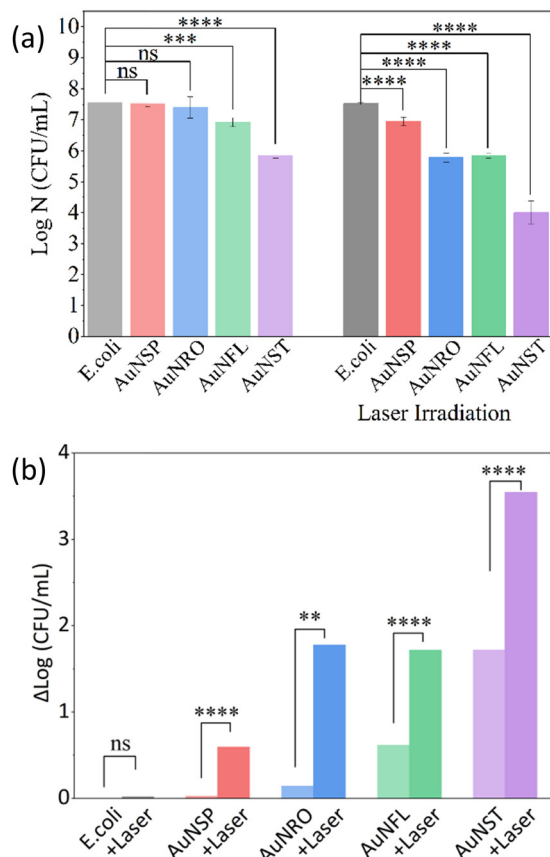 (a)
Log N (CFU/mL)
10
9
8
7
6
5
4
3
2
1
0
****
***
ns
ns
****
****
****
****
E.coli
AuNSP
AuNRO
AuNFL
AuNST
E.coli
AuNSP
AuNRO
AuNFL
AuNST
Laser Irradiation
(b)
ΔLog (CFU/mL)
4
3
2
1
0
ns
****
**
****
****
E.coli
+Laser
AuNSP
+Laser
AuNRO
+Laser
AuNFL
+Laser
AuNST
+Laser